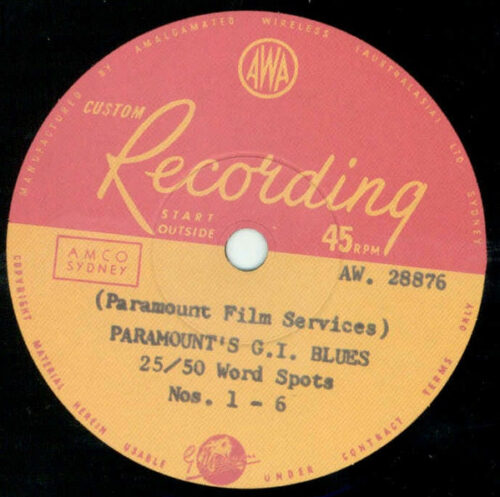 MANUFACTURED BY AMALGAMATED WIRELESS (AUSTRALASIA) LTD. SYDNEY
AWA
CUSTOM
Recording
START
OUTSIDE
45 RPM
AMCO
SYDNEY
AW. 28876
(Paramount Film Services)
PARAMOUNT'S G.I. BLUES
25/50 Word Spots
Nos. 1 - 6
COPYRIGHT MATERIAL HEREIN USABLE UNDER CONTRACT TERMS ONLY